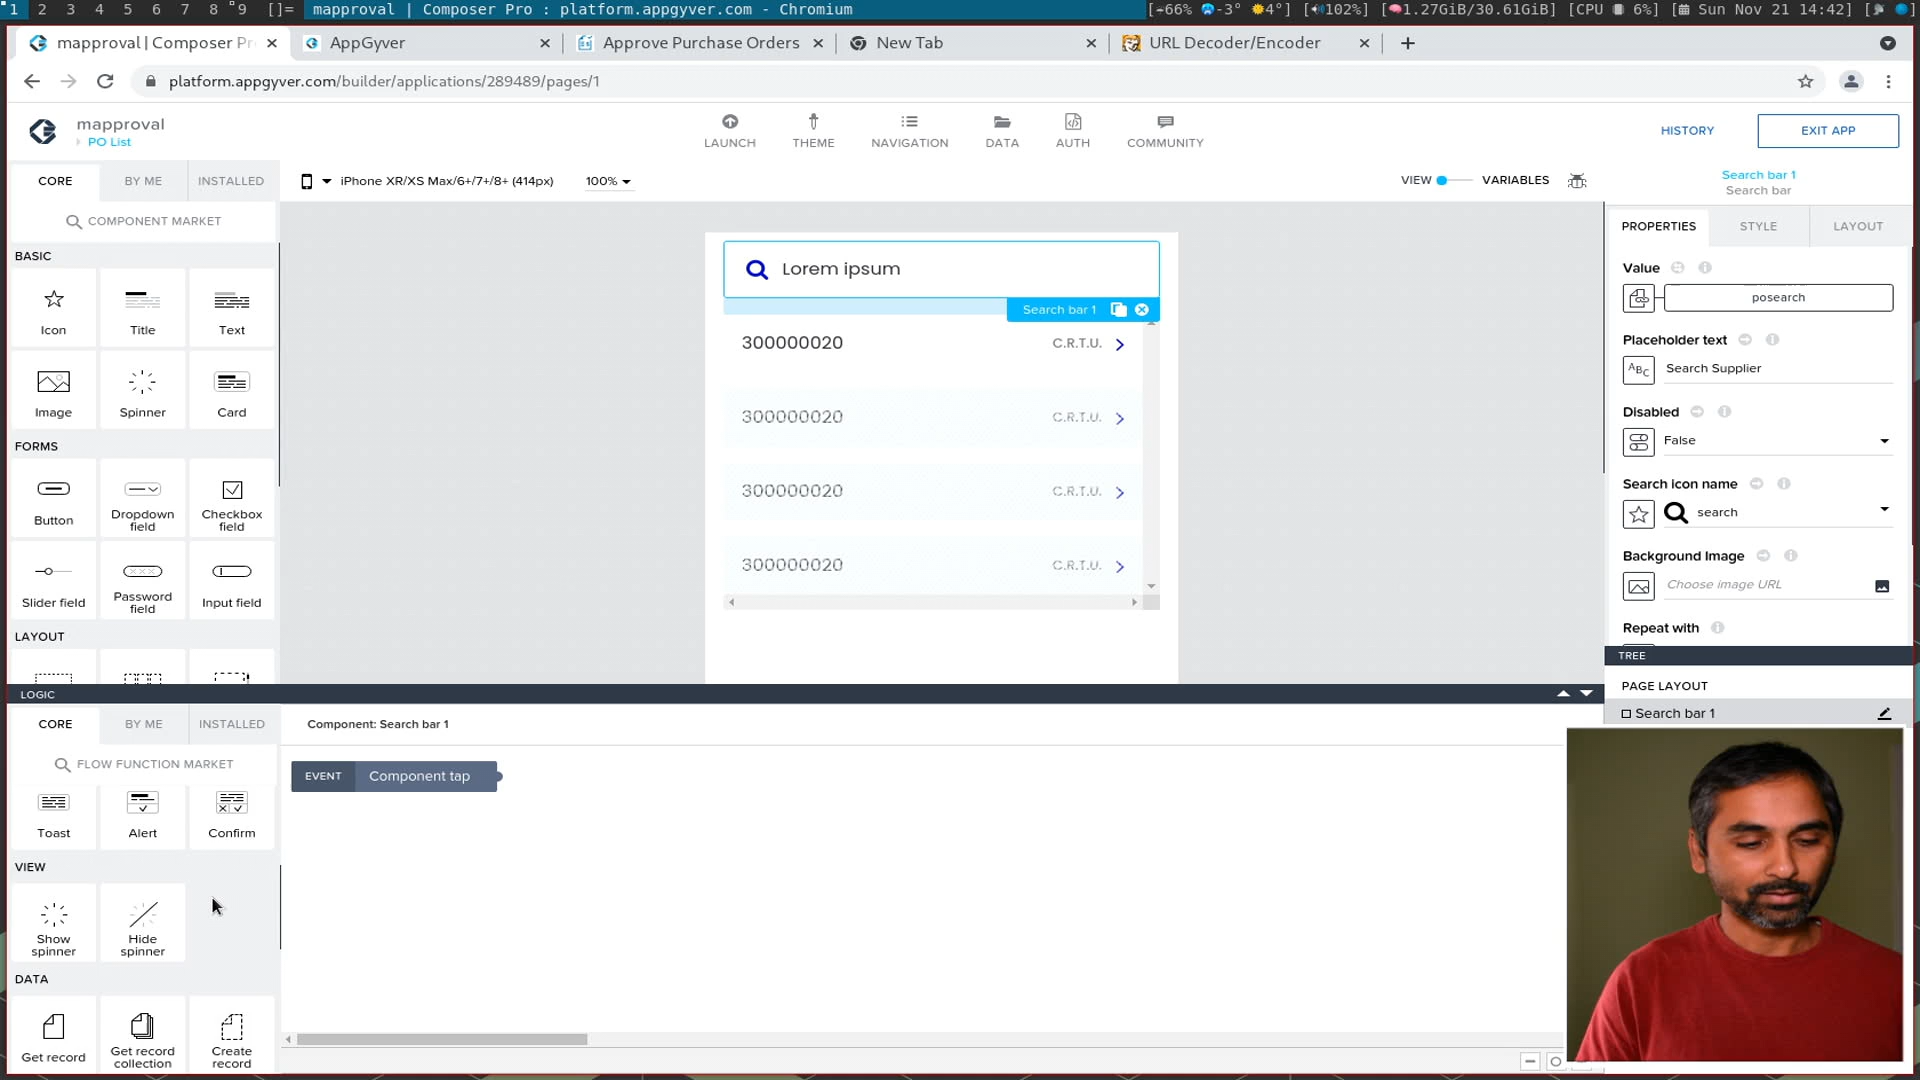 1 2 3 4 5 6 7 8 9 []= mapproval | Composer Pro : platform.appgyver.com - Chromium [66% -3° 4°] [102%] [1.27GiB/30.61GiB] [CPU 6%] [Sun Nov 21 14:42]
mapproval | Composer Pr AppGyver Approve Purchase Orders New Tab URL Decoder/Encoder
platform.appgyver.com/builder/applications/289489/pages/1
mapproval
PO List
LAUNCH THEME NAVIGATION DATA AUTH COMMUNITY
HISTORY EXIT APP
CORE BY ME INSTALLED
iPhone XR/XS Max/6+/7+/8+ (414px) 100%
VIEW VARIABLES
Search bar 1
Search bar
COMPONENT MARKET
BASIC
Icon Title Text
Image Spinner Card
FORMS
Button Dropdown field Checkbox field
Slider field Password field Input field
LAYOUT
Lorem ipsum
Search bar 1
300000020 C.R.T.U.
300000020 C.R.T.U.
300000020 C.R.T.U.
300000020 C.R.T.U.
PROPERTIES STYLE LAYOUT
Value
posearch
Placeholder text
ABC Search Supplier
Disabled
False
Search icon name
search
Background Image
Choose image URL
Repeat with
TREE
PAGE LAYOUT
Search bar 1
LOGIC
CORE BY ME INSTALLED
Component: Search bar 1
FLOW FUNCTION MARKET
EVENT Component tap
Toast Alert Confirm
VIEW
Show spinner Hide spinner
DATA
Get record Get record collection Create record